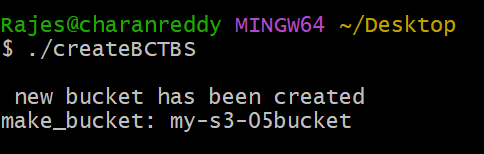 Rajes@charanreddy MINGW64 ~/Desktop
$ ./createBCTBS
new bucket has been created
make_bucket: my-s3-05bucket